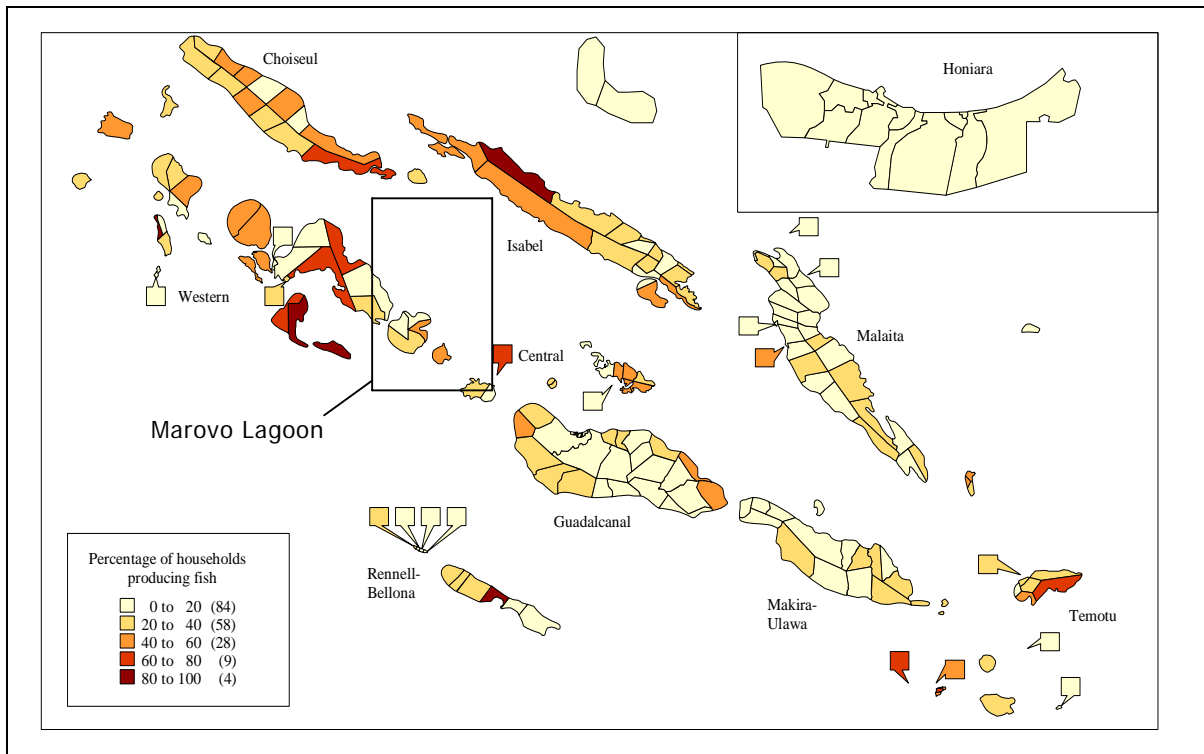 Choiseul
Honiara
Isabel
Western
Malaita
Central
Marovo Lagoon
Guadalcanal
Rennell-
Bellona
Makira-
Ulawa
Temotu
Percentage of households
producing fish
0 to 20 (84)
20 to 40 (58)
40 to 60 (28)
60 to 80 (9)
80 to 100 (4)